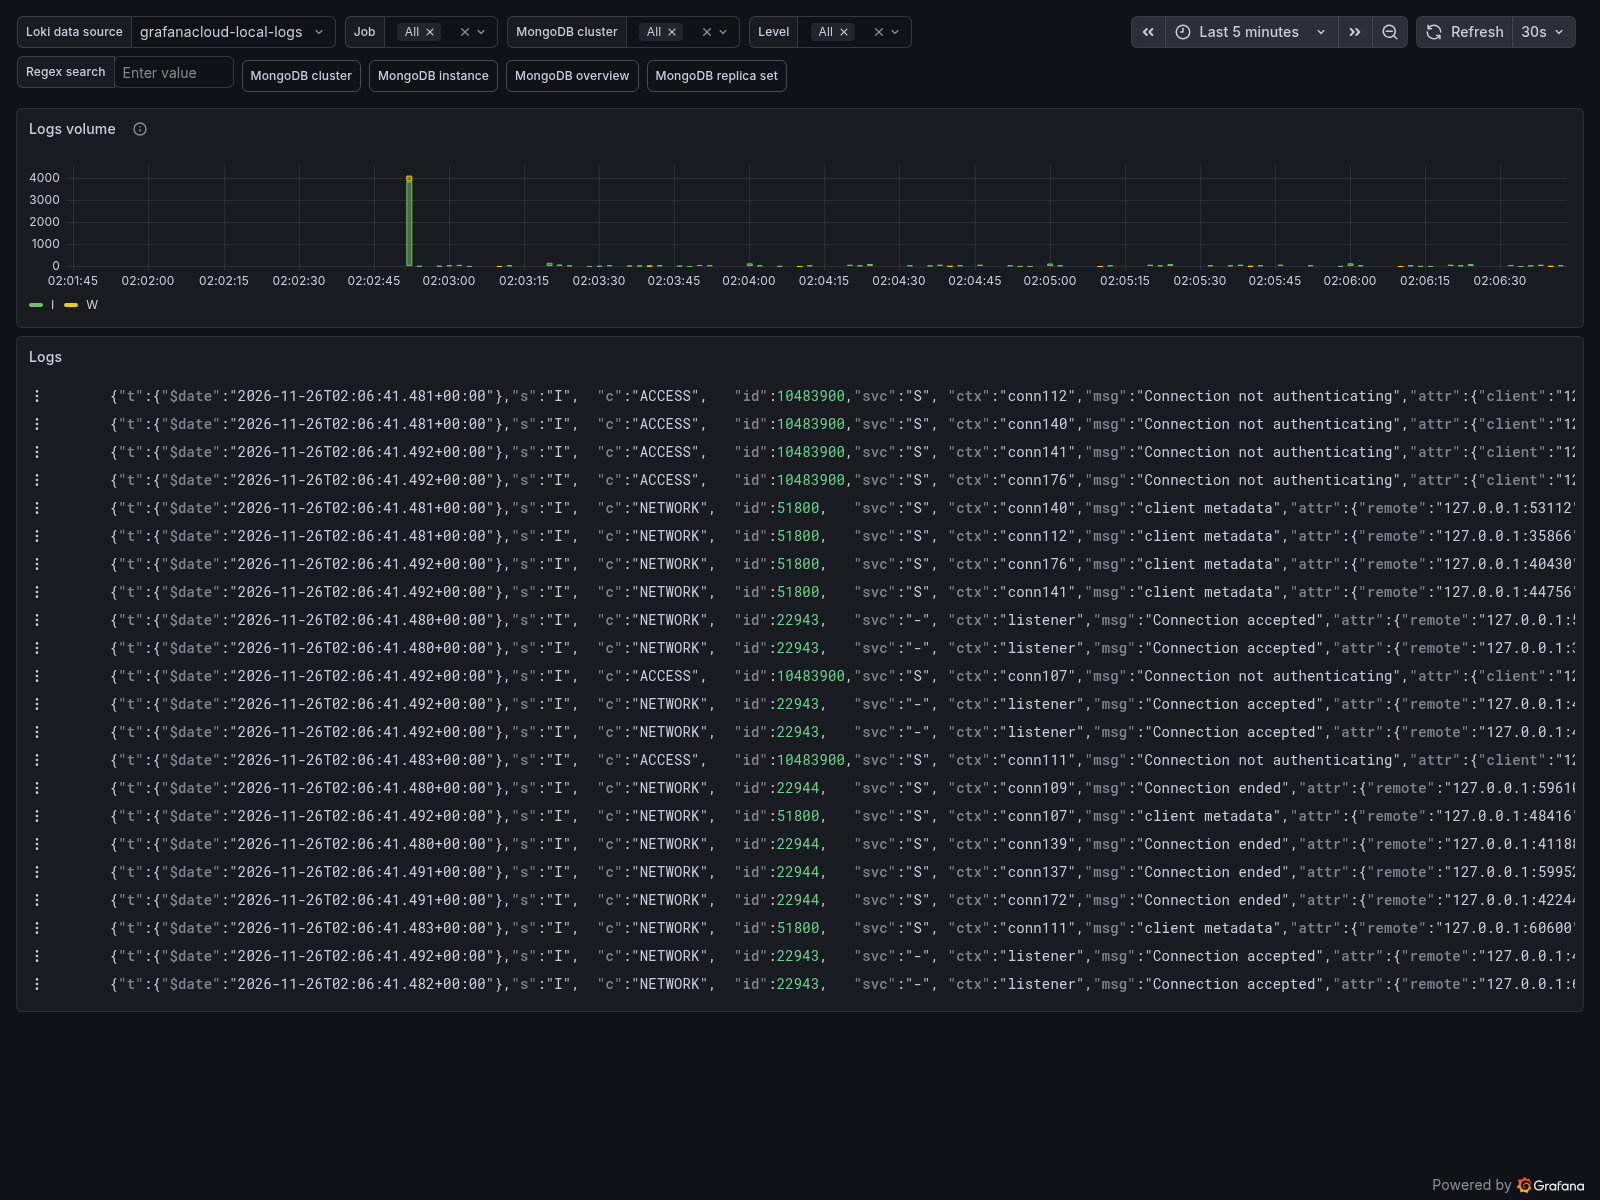 Loki data source grafanacloud-local-logs Job All MongoDB cluster All Level All Last 5 minutes Refresh 30s
Regex search Enter value MongoDB cluster MongoDB instance MongoDB overview MongoDB replica set
Logs volume
4000
3000
2000
1000
0
02:01:45 02:02:00 02:02:15 02:02:30 02:02:45 02:03:00 02:03:15 02:03:30 02:03:45 02:04:00 02:04:15 02:04:30 02:04:45 02:05:00 02:05:15 02:05:30 02:05:45 02:06:00 02:06:15 02:06:30
I W
Logs
{"t":{"$date":"2026-11-26T02:06:41.481+00:00"},"s":"I", "c":"ACCESS", "id":10483900,"svc":"S", "ctx":"conn112","msg":"Connection not authenticating","attr":{"client":"12
{"t":{"$date":"2026-11-26T02:06:41.481+00:00"},"s":"I", "c":"ACCESS", "id":10483900,"svc":"S", "ctx":"conn140","msg":"Connection not authenticating","attr":{"client":"12
{"t":{"$date":"2026-11-26T02:06:41.492+00:00"},"s":"I", "c":"ACCESS", "id":10483900,"svc":"S", "ctx":"conn141","msg":"Connection not authenticating","attr":{"client":"12
{"t":{"$date":"2026-11-26T02:06:41.492+00:00"},"s":"I", "c":"ACCESS", "id":10483900,"svc":"S", "ctx":"conn176","msg":"Connection not authenticating","attr":{"client":"12
{"t":{"$date":"2026-11-26T02:06:41.481+00:00"},"s":"I", "c":"NETWORK", "id":51800, "svc":"S", "ctx":"conn140","msg":"client metadata","attr":{"remote":"127.0.0.1:53112"
{"t":{"$date":"2026-11-26T02:06:41.481+00:00"},"s":"I", "c":"NETWORK", "id":51800, "svc":"S", "ctx":"conn112","msg":"client metadata","attr":{"remote":"127.0.0.1:35866"
{"t":{"$date":"2026-11-26T02:06:41.492+00:00"},"s":"I", "c":"NETWORK", "id":51800, "svc":"S", "ctx":"conn176","msg":"client metadata","attr":{"remote":"127.0.0.1:40430"
{"t":{"$date":"2026-11-26T02:06:41.492+00:00"},"s":"I", "c":"NETWORK", "id":51800, "svc":"S", "ctx":"conn141","msg":"client metadata","attr":{"remote":"127.0.0.1:44756"
{"t":{"$date":"2026-11-26T02:06:41.480+00:00"},"s":"I", "c":"NETWORK", "id":22943, "svc":"-", "ctx":"listener","msg":"Connection accepted","attr":{"remote":"127.0.0.1:
{"t":{"$date":"2026-11-26T02:06:41.480+00:00"},"s":"I", "c":"NETWORK", "id":22943, "svc":"-", "ctx":"listener","msg":"Connection accepted","attr":{"remote":"127.0.0.1:
{"t":{"$date":"2026-11-26T02:06:41.492+00:00"},"s":"I", "c":"ACCESS", "id":10483900,"svc":"S", "ctx":"conn107","msg":"Connection not authenticating","attr":{"client":"12
{"t":{"$date":"2026-11-26T02:06:41.492+00:00"},"s":"I", "c":"NETWORK", "id":22943, "svc":"-", "ctx":"listener","msg":"Connection accepted","attr":{"remote":"127.0.0.1:
{"t":{"$date":"2026-11-26T02:06:41.492+00:00"},"s":"I", "c":"NETWORK", "id":22943, "svc":"-", "ctx":"listener","msg":"Connection accepted","attr":{"remote":"127.0.0.1:
{"t":{"$date":"2026-11-26T02:06:41.483+00:00"},"s":"I", "c":"ACCESS", "id":10483900,"svc":"S", "ctx":"conn111","msg":"Connection not authenticating","attr":{"client":"12
{"t":{"$date":"2026-11-26T02:06:41.480+00:00"},"s":"I", "c":"NETWORK", "id":22944, "svc":"S", "ctx":"conn109","msg":"Connection ended","attr":{"remote":"127.0.0.1:5961
{"t":{"$date":"2026-11-26T02:06:41.492+00:00"},"s":"I", "c":"NETWORK", "id":51800, "svc":"S", "ctx":"conn107","msg":"client metadata","attr":{"remote":"127.0.0.1:48416"
{"t":{"$date":"2026-11-26T02:06:41.480+00:00"},"s":"I", "c":"NETWORK", "id":22944, "svc":"S", "ctx":"conn139","msg":"Connection ended","attr":{"remote":"127.0.0.1:4118
{"t":{"$date":"2026-11-26T02:06:41.491+00:00"},"s":"I", "c":"NETWORK", "id":22944, "svc":"S", "ctx":"conn137","msg":"Connection ended","attr":{"remote":"127.0.0.1:5995
{"t":{"$date":"2026-11-26T02:06:41.491+00:00"},"s":"I", "c":"NETWORK", "id":22944, "svc":"S", "ctx":"conn172","msg":"Connection ended","attr":{"remote":"127.0.0.1:4224
{"t":{"$date":"2026-11-26T02:06:41.483+00:00"},"s":"I", "c":"NETWORK", "id":51800, "svc":"S", "ctx":"conn111","msg":"client metadata","attr":{"remote":"127.0.0.1:60600"
{"t":{"$date":"2026-11-26T02:06:41.492+00:00"},"s":"I", "c":"NETWORK", "id":22943, "svc":"-", "ctx":"listener","msg":"Connection accepted","attr":{"remote":"127.0.0.1:
{"t":{"$date":"2026-11-26T02:06:41.482+00:00"},"s":"I", "c":"NETWORK", "id":22943, "svc":"-", "ctx":"listener","msg":"Connection accepted","attr":{"remote":"127.0.0.1:
Powered by Grafana